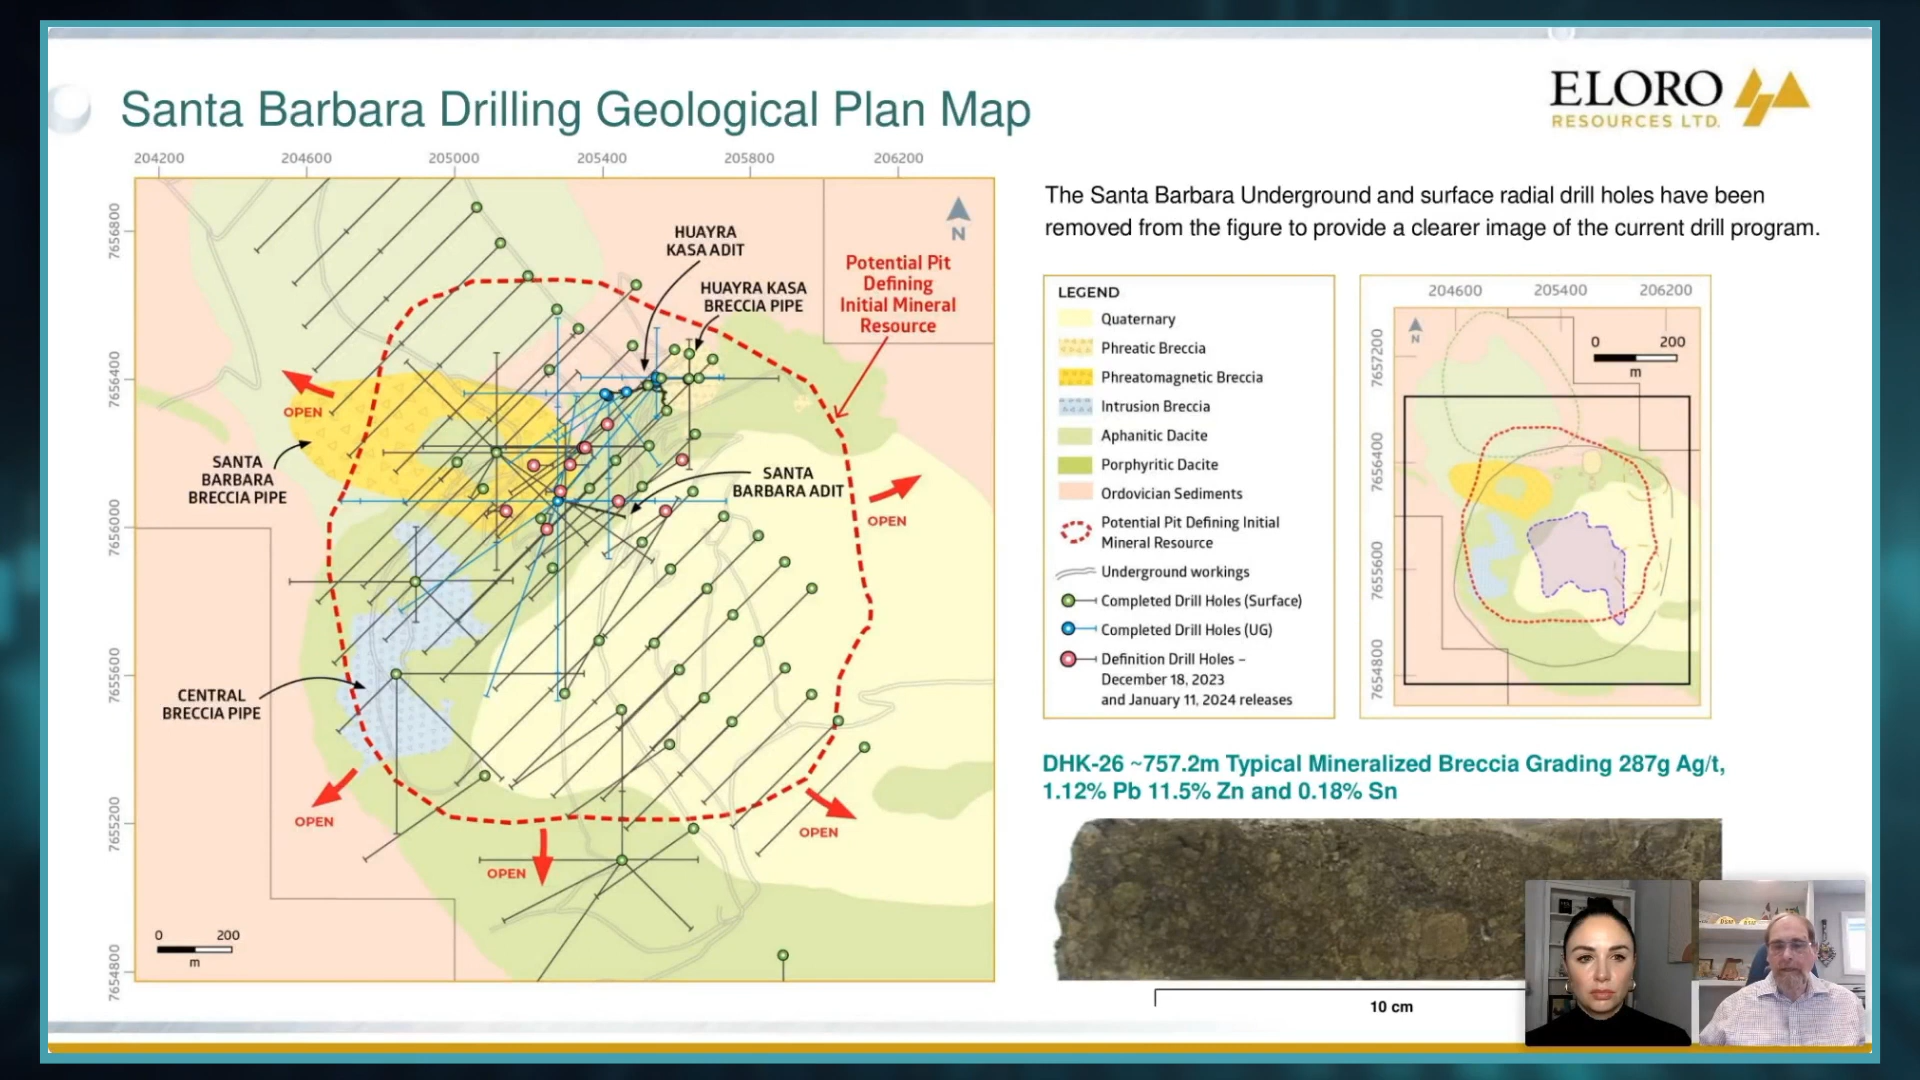 Santa Barbara Drilling Geological Plan Map
ELORO
RESOURCES LTD.
204200
204600
205000
205400
205800
206200
7656800
7656400
7656000
7655600
7655200
7654800
N
HUAYRA
KASA ADIT
HUAYRA KASA
BRECCIA PIPE
Potential Pit
Defining
Initial Mineral
Resource
OPEN
SANTA
BARBARA
BRECCIA PIPE
SANTA
BARBARA ADIT
OPEN
CENTRAL
BRECCIA PIPE
OPEN
OPEN
OPEN
0 200
m
The Santa Barbara Underground and surface radial drill holes have been
removed from the figure to provide a clearer image of the current drill program.
LEGEND
Quaternary
Phreatic Breccia
Phreatomagnetic Breccia
Intrusion Breccia
Aphanitic Dacite
Porphyritic Dacite
Ordovician Sediments
Potential Pit Defining Initial
Mineral Resource
Underground workings
Completed Drill Holes (Surface)
Completed Drill Holes (UG)
Definition Drill Holes –
December 18, 2023
and January 11, 2024 releases
204600
205400
206200
7657200
7656400
7655600
7654800
N
0 200
m
DHK-26 ~757.2m Typical Mineralized Breccia Grading 287g Ag/t,
1.12% Pb 11.5% Zn and 0.18% Sn
10 cm